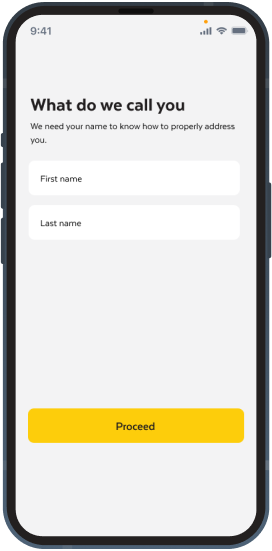 9:41
What do we call you
We need your name to know how to properly address
you.
First name
Last name
Proceed